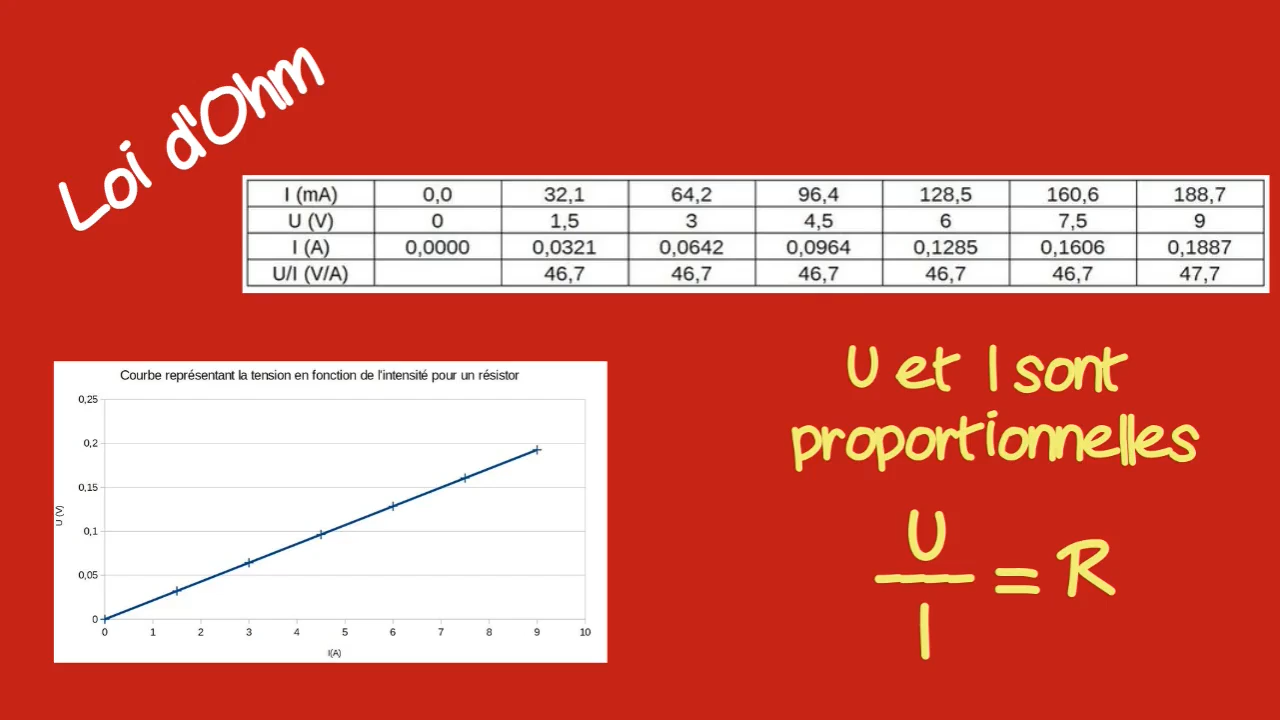 Loi d'Ohm
I (mA) 0,0 32,1 64,2 96,4 128,5 160,6 188,7
U (V) 0 1,5 3 4,5 6 7,5 9
I (A) 0,0000 0,0321 0,0642 0,0964 0,1285 0,1606 0,1887
U/I (V/A) 46,7 46,7 46,7 46,7 46,7 47,7
Courbe représentant la tension en fonction de l'intensité pour un résistor
0,25
0,2
0,15
0,1
0,05
0
U (V)
0 1 2 3 4 5 6 7 8 9 10
I(A)
U et I sont
proportionnelles
U
= R
I